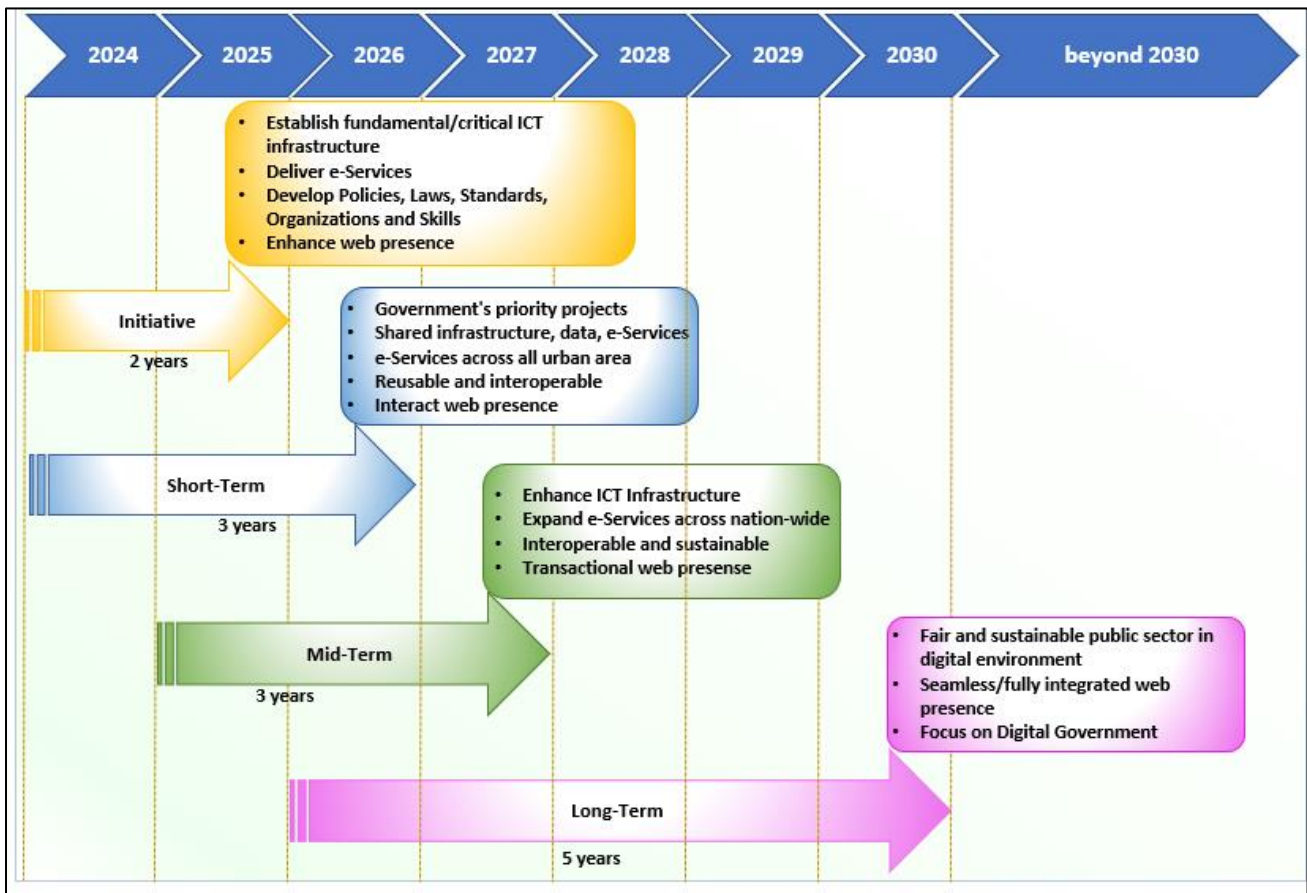 2024
2025
2026
2027
2028
2029
2030
beyond 2030
• Establish fundamental/critical ICT
infrastructure
• Deliver e-Services
• Develop Policies, Laws, Standards,
Organizations and Skills
• Enhance web presence
Initiative
2 years
• Government's priority projects
• Shared infrastructure, data, e-Services
• e-Services across all urban area
• Reusable and interoperable
• Interact web presence
Short-Term
3 years
• Enhance ICT Infrastructure
• Expand e-Services across nation-wide
• Interoperable and sustainable
• Transactional web presense
Mid-Term
3 years
• Fair and sustainable public sector in
digital environment
• Seamless/fully integrated web
presence
• Focus on Digital Government
Long-Term
5 years